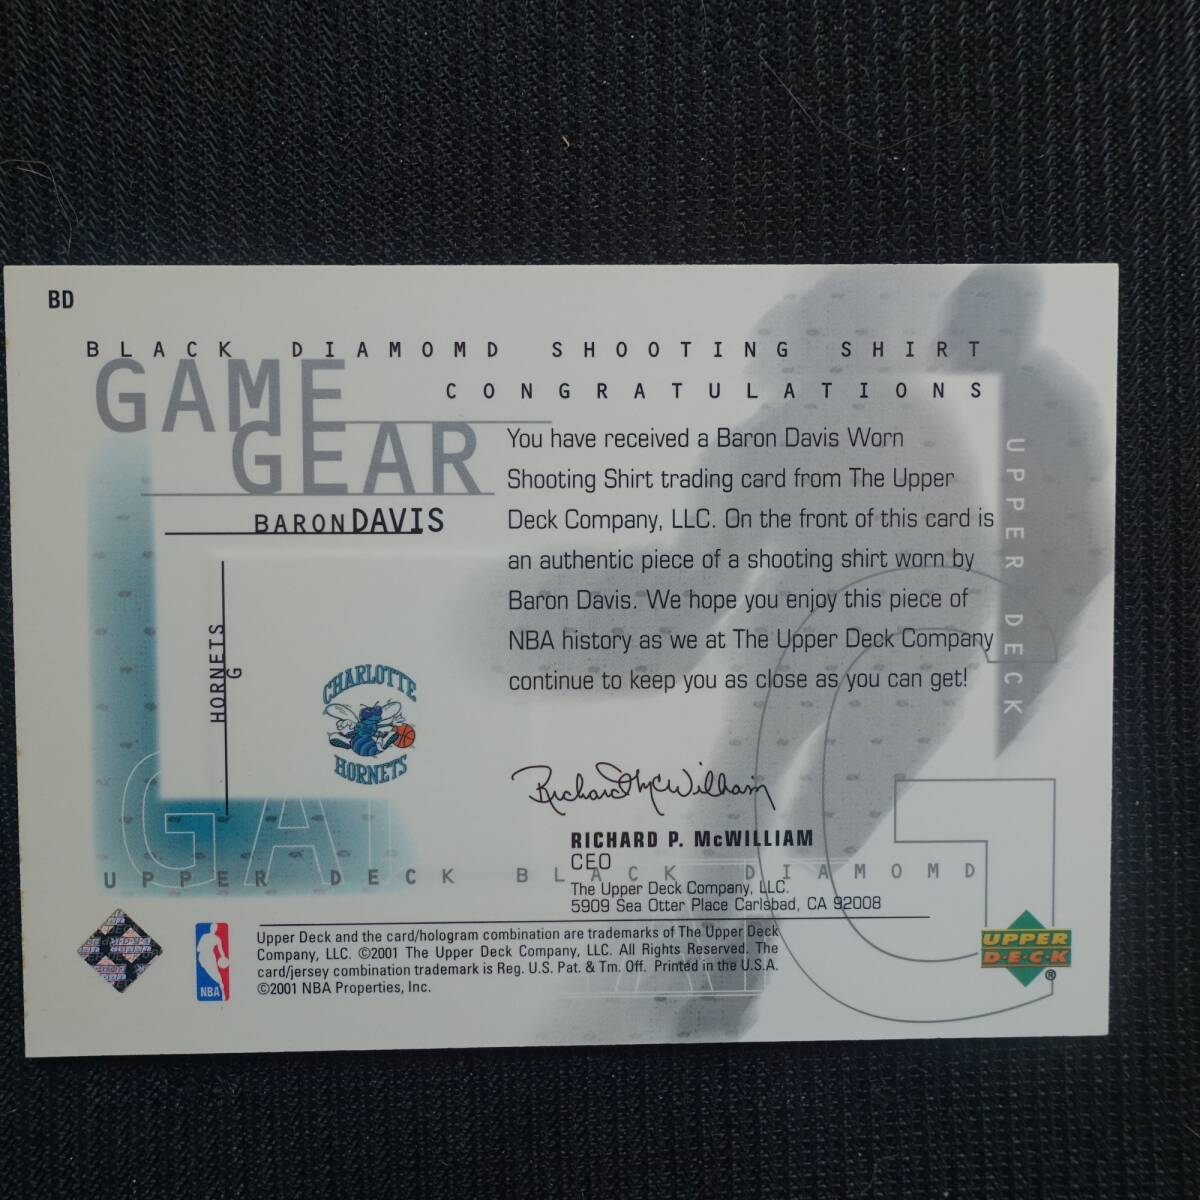 BD
BLACK DIAMOMD SHOOTING SHIRT
CONGRATULATIONS
GAME
GEAR
BARON DAVIS
HORNETS
G
CHARLOTTE
HORNETS
You have received a Baron Davis Worn
Shooting Shirt trading card from The Upper
Deck Company, LLC. On the front of this card is
an authentic piece of a shooting shirt worn by
Baron Davis. We hope you enjoy this piece of
NBA history as we at The Upper Deck Company
continue to keep you as close as you can get!
UPPER DECK
Richard P. McWilliam
RICHARD P. McWILLIAM
CEO
The Upper Deck Company, LLC.
5909 Sea Otter Place Carlsbad, CA 92008
GA
UPPER DECK BLACK DIAMOMD
NBA
Upper Deck and the card/hologram combination are trademarks of The Upper Deck
Company, LLC. ©2001 The Upper Deck Company, LLC. All Rights Reserved. The
card/jersey combination trademark is Reg. U.S. Pat. & Tm. Off. Printed in the U.S.A.
©2001 NBA Properties, Inc.
UPPER
D·E·C·K
®
G